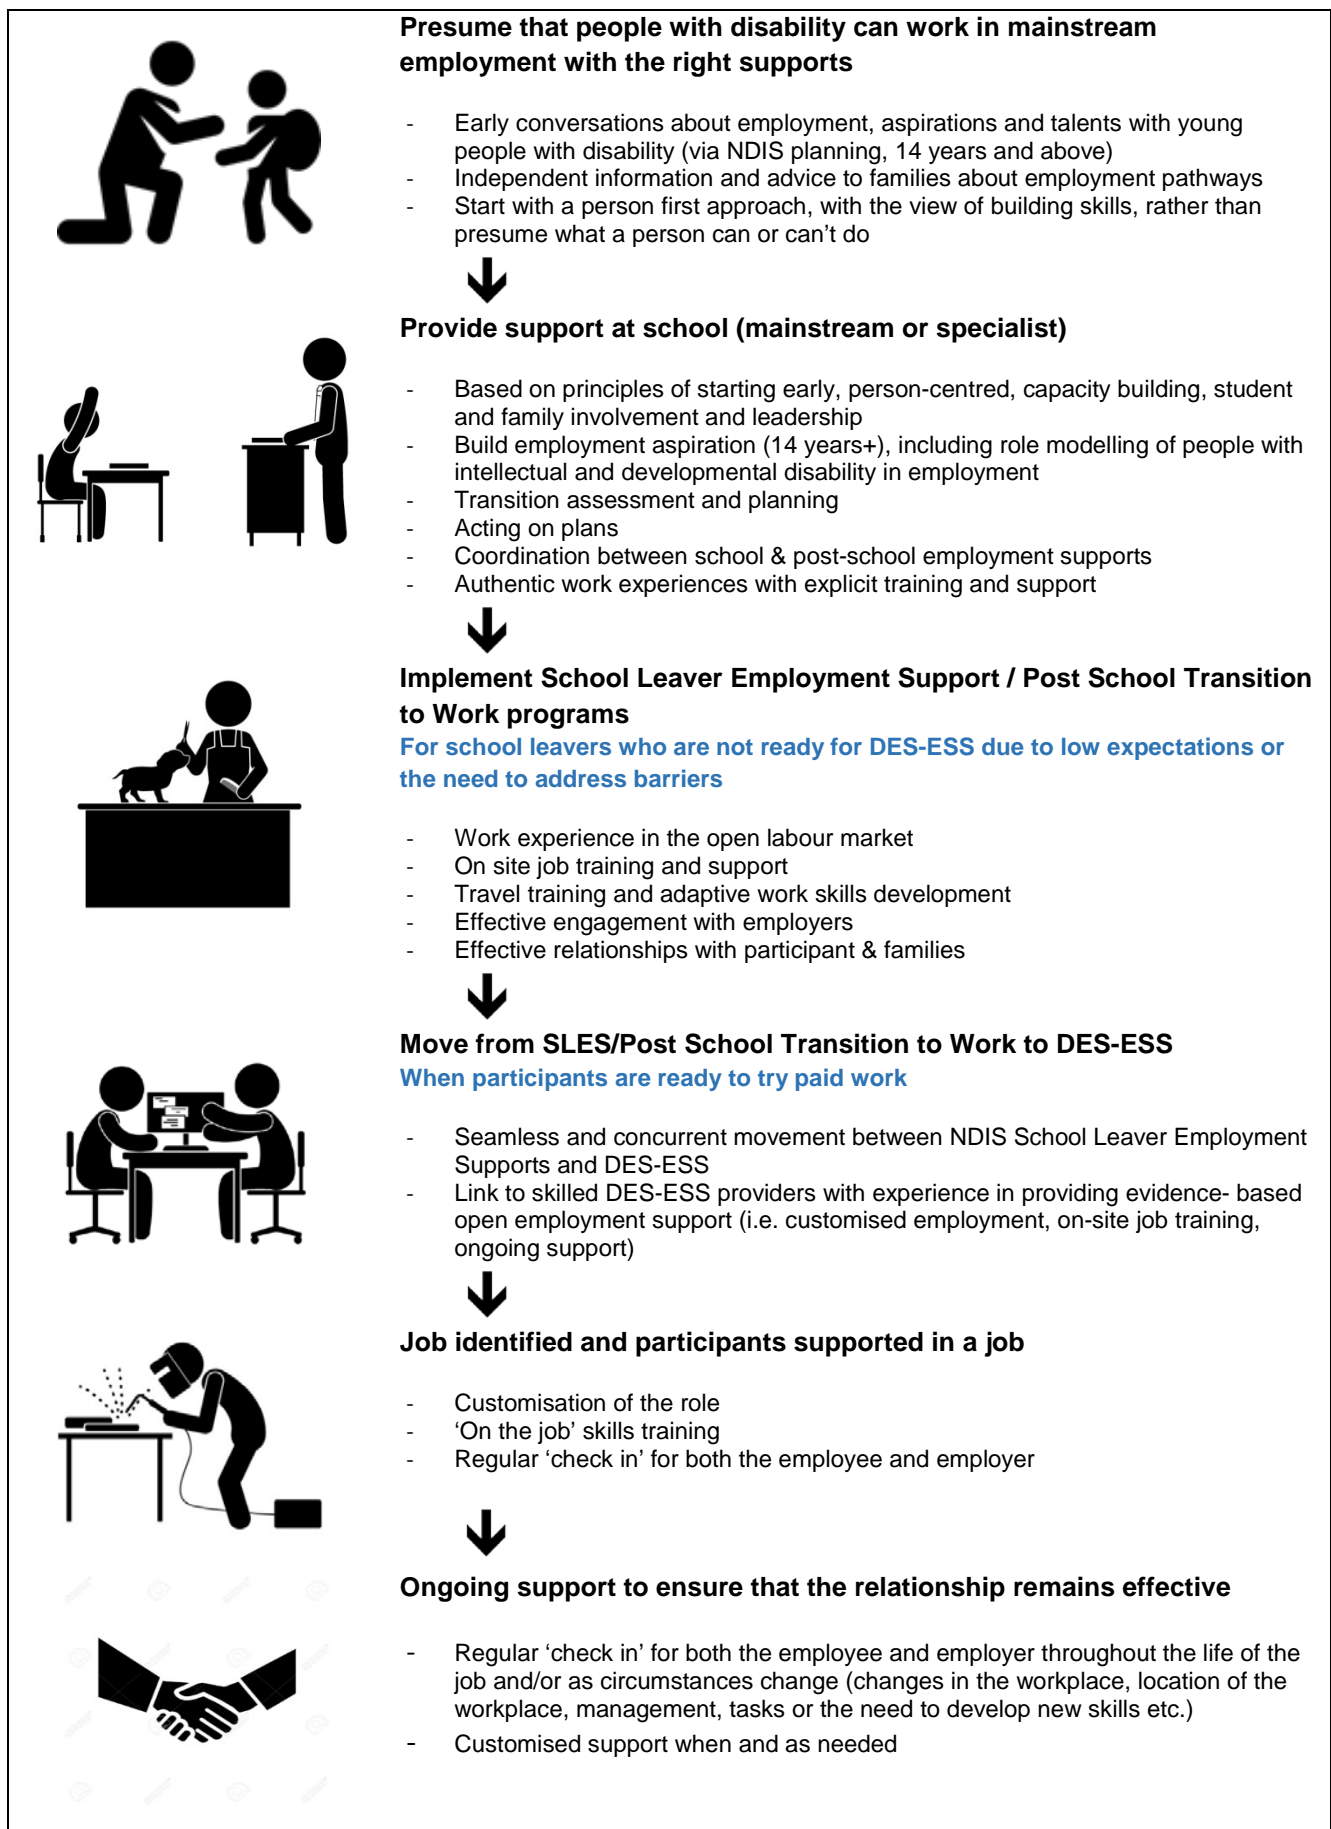 Presume that people with disability can work in mainstream
employment with the right supports
- Early conversations about employment, aspirations and talents with young
people with disability (via NDIS planning, 14 years and above)
- Independent information and advice to families about employment pathways
- Start with a person first approach, with the view of building skills, rather than
presume what a person can or can’t do
Provide support at school (mainstream or specialist)
- Based on principles of starting early, person-centred, capacity building, student
and family involvement and leadership
- Build employment aspiration (14 years+), including role modelling of people with
intellectual and developmental disability in employment
- Transition assessment and planning
- Acting on plans
- Coordination between school & post-school employment supports
- Authentic work experiences with explicit training and support
Implement School Leaver Employment Support / Post School Transition
to Work programs
For school leavers who are not ready for DES-ESS due to low expectations or
the need to address barriers
- Work experience in the open labour market
- On site job training and support
- Travel training and adaptive work skills development
- Effective engagement with employers
- Effective relationships with participant & families
Move from SLES/Post School Transition to Work to DES-ESS
When participants are ready to try paid work
- Seamless and concurrent movement between NDIS School Leaver Employment
Supports and DES-ESS
- Link to skilled DES-ESS providers with experience in providing evidence- based
open employment support (i.e. customised employment, on-site job training,
ongoing support)
Job identified and participants supported in a job
- Customisation of the role
- ‘On the job’ skills training
- Regular ‘check in’ for both the employee and employer
Ongoing support to ensure that the relationship remains effective
- Regular ‘check in’ for both the employee and employer throughout the life of the
job and/or as circumstances change (changes in the workplace, location of the
workplace, management, tasks or the need to develop new skills etc.)
- Customised support when and as needed